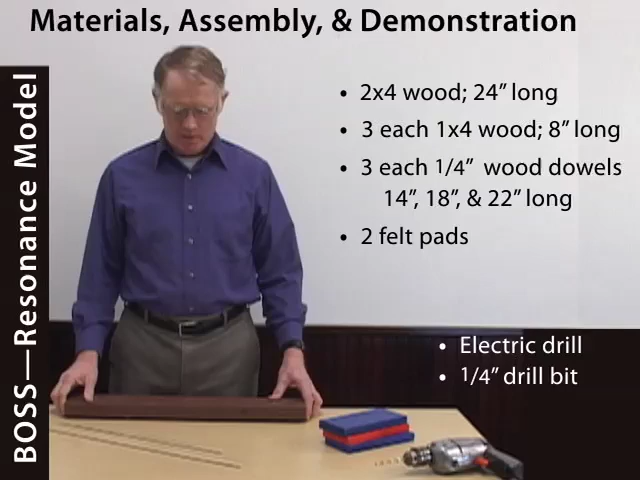 Materials, Assembly, & Demonstration
BOSS—Resonance Model
• 2x4 wood; 24” long
• 3 each 1x4 wood; 8” long
• 3 each 1/4” wood dowels
14”, 18”, & 22” long
• 2 felt pads
• Electric drill
• 1/4” drill bit